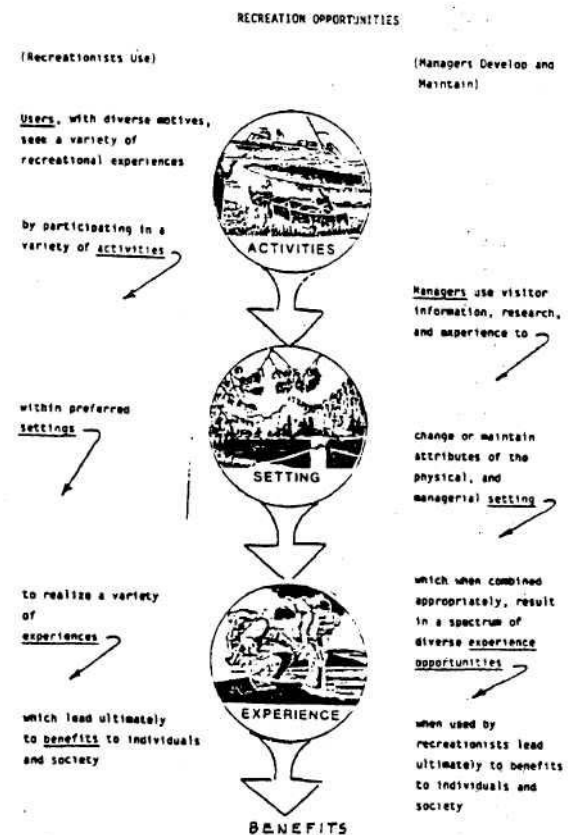 RECREATION OPPORTUNITIES
(Recreationists Use)
Users, with diverse motives,
seek a variety of
recreational experiences
by participating in a
variety of activities
within preferred
settings
to realize a variety
of
experiences
which lead ultimately
to benefits to individuals
and society
ACTIVITIES
SETTING
EXPERIENCE
BENEFITS
(Managers Develop and
Maintain)
Managers use visitor
information, research,
and experience to
change or maintain
attributes of the
physical, and
managerial setting
which when combined
appropriately, result
in a spectrum of
diverse experience
opportunities
when used by
recreationists lead
ultimately to benefits
to individuals and
society